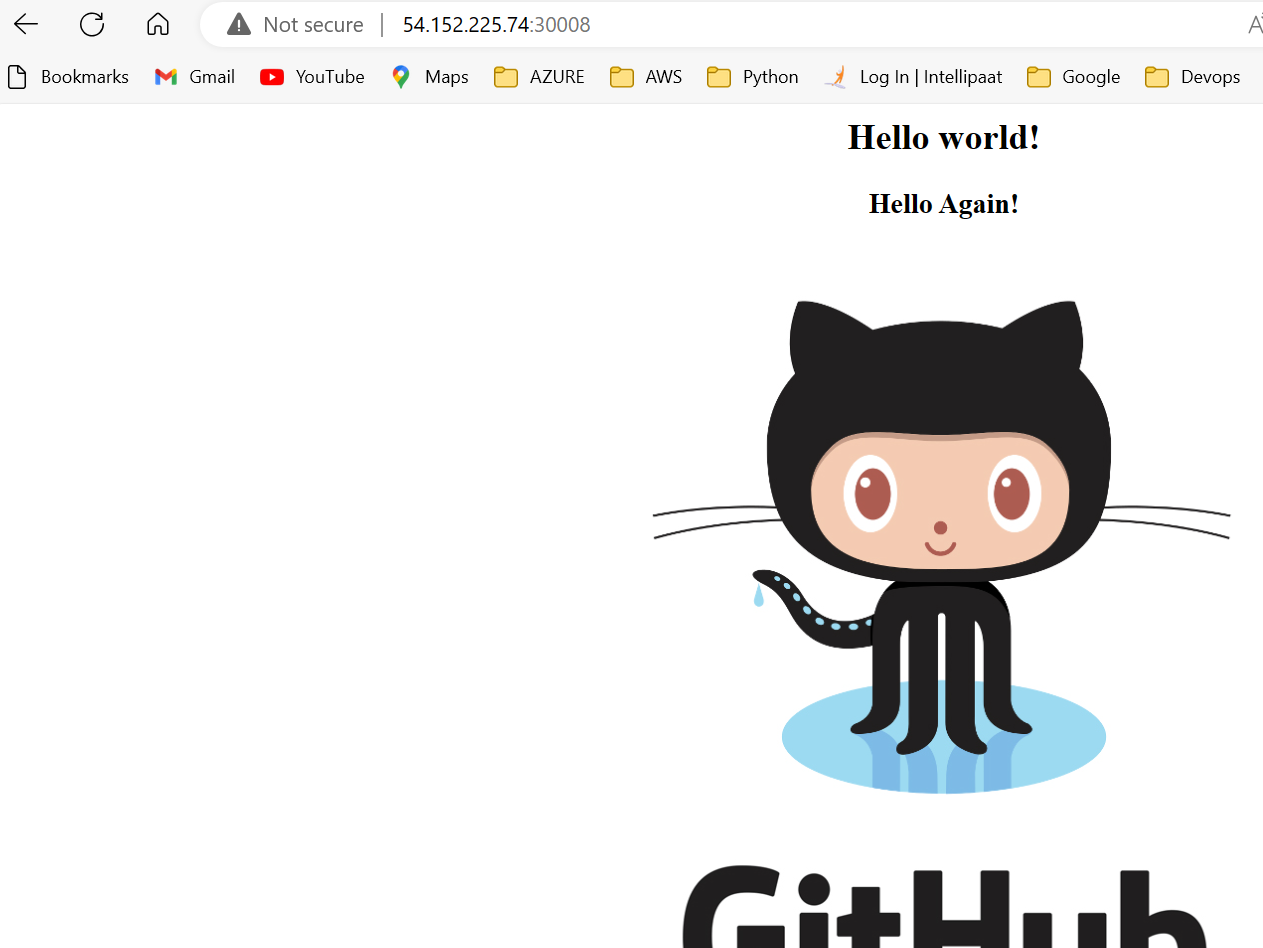 Not secure | 54.152.225.74:30008
Bookmarks Gmail YouTube Maps AZURE AWS Python Log In | Intellipaat Google Devops
Hello world!
Hello Again!
GitHub